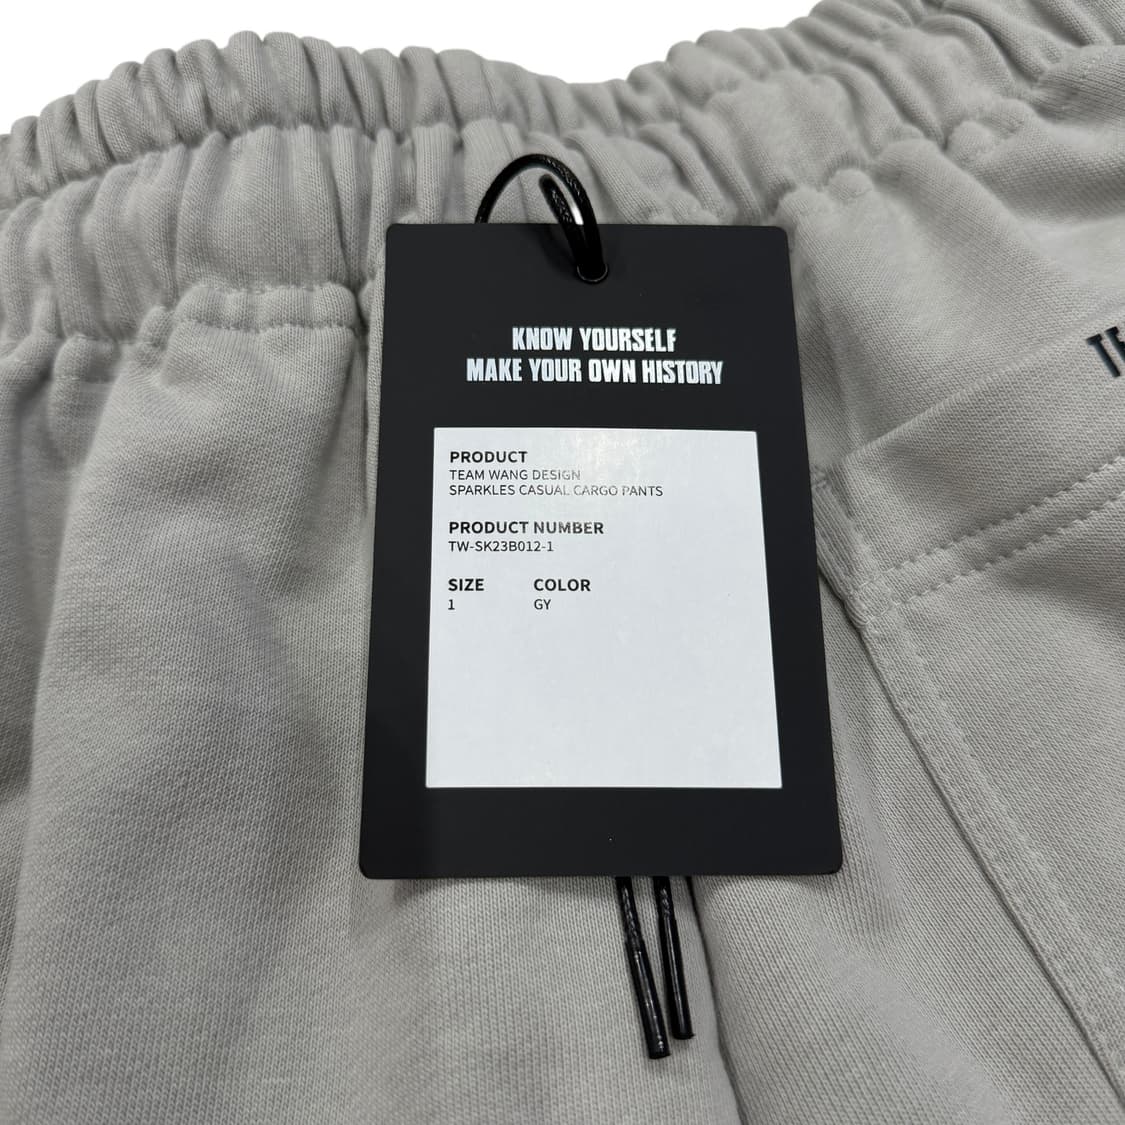 KNOW YOURSELF
MAKE YOUR OWN HISTORY
PRODUCT
TEAM WANG DESIGN
SPARKLES CASUAL CARGO PANTS
PRODUCT NUMBER
TW-SK23B012-1
SIZE COLOR
1 GY